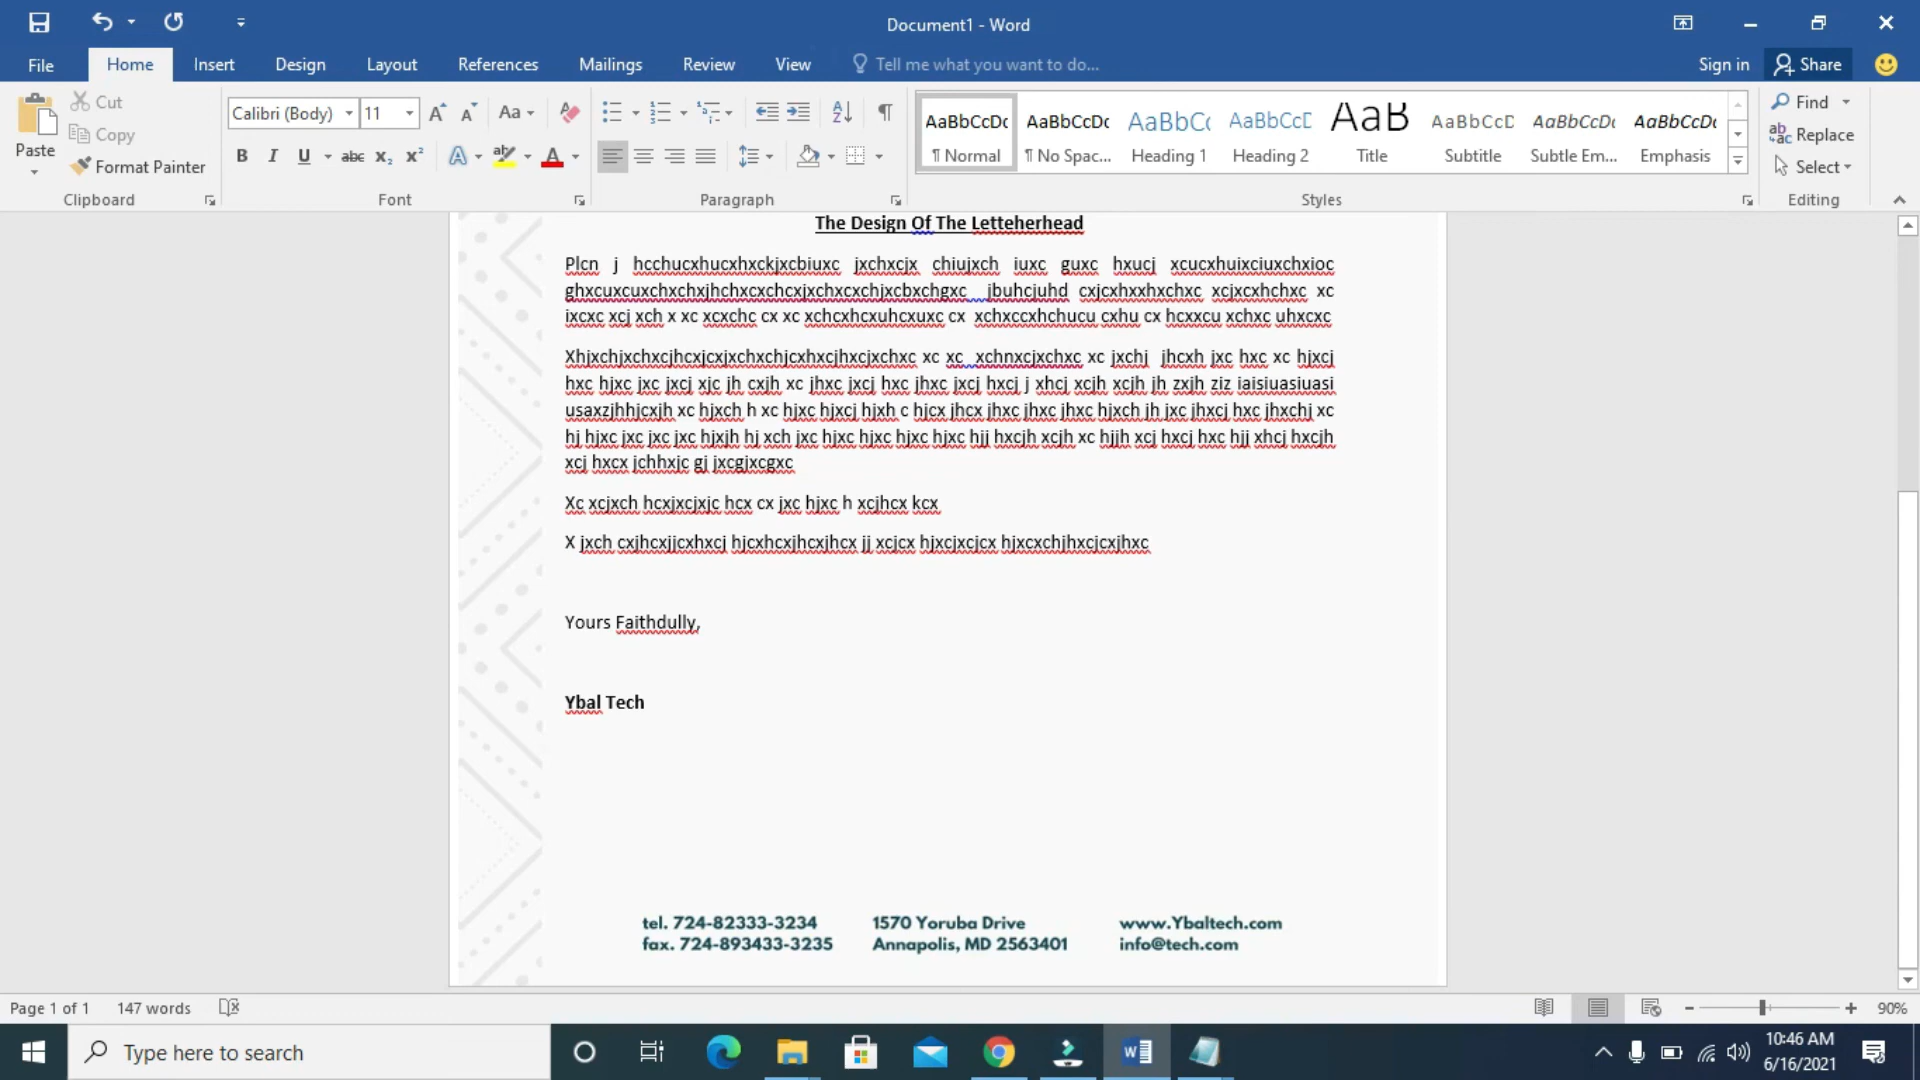 Document1 - Word
File Home Insert Design Layout References Mailings Review View Tell me what you want to do... Sign in Share
Paste Cut
Copy
Format Painter
Clipboard
Calibri (Body) 11 Aa
B I U abc x₂ x² A A
Font
Paragraph
AaBbCcDc AaBbCcDc AaBbCc AaBbCcD AaB AaBbCcD AaBbCcDc AaBbCcDc
¶ Normal ¶ No Spac... Heading 1 Heading 2 Title Subtitle Subtle Em... Emphasis
Styles
Find
Replace
Select
Editing
The Design Of The Letteherhead
Plcn j hcchucxhucxhxckjxcbiuxc jxchxcjx chiujxch iuxc guxc hxucj xcucxhuixciuxchxioc
ghxcuxcuxchxchxjhchxcxchcxjxchxcxchjxcbxchgxc jbuhcjuhd cxjcxhxxhxchxc xcjxcxhchxc xc
ixcxc xcj xch x xc xcxchc cx xc xchcxhcxuhcxuxc cx xchxccxhchucu cxhu cx hcxxcu xchxc uhxcxc
Xhjxchjxchxcjhcxjcxjxchxchjcxhxcjhxcjxchxc xc xc xchnxcjxchxc xc jxchj jhcxh jxc hxc xc hjxcj
hxc hjxc jxc jxcj xjc jh cxjh xc jhxc jxcj hxc jhxc jxcj hxcj j xhcj xcjh xcjh jh zxjh ziz iaisiuasiuasi
usaxzjhhjcxjh xc hjxch h xc hjxc hjxcj hjxh c hjcx jhcx jhxc jhxc jhxc hjxch jh jxc jhxcj hxc jhxchj xc
hj hjxc jxc jxc jxc hjxjh hj xch jxc hjxc hjxc hjxc hjxc hjj hxcjh xcjh xc hjjh xcj hxcj hxc hjj xhcj hxcjh
xcj hxcx jchhxjc gj jxcgjxcgxc
Xc xcjxch hcxjxcjxjc hcx cx jxc hjxc h xcjhcx kcx
X jxch cxjhcxjjcxhxcj hjcxhcxjhcxjhcx jj xcjcx hjxcjxcjcx hjxcxchjhxcjcxjhxc
Yours Faithdully,
Ybal Tech
tel. 724-82333-3234 1570 Yoruba Drive www.Ybaltech.com
fax. 724-893433-3235 Annapolis, MD 2563401 info@tech.com
Page 1 of 1 147 words 90%
Type here to search
10:46 AM
6/16/2021